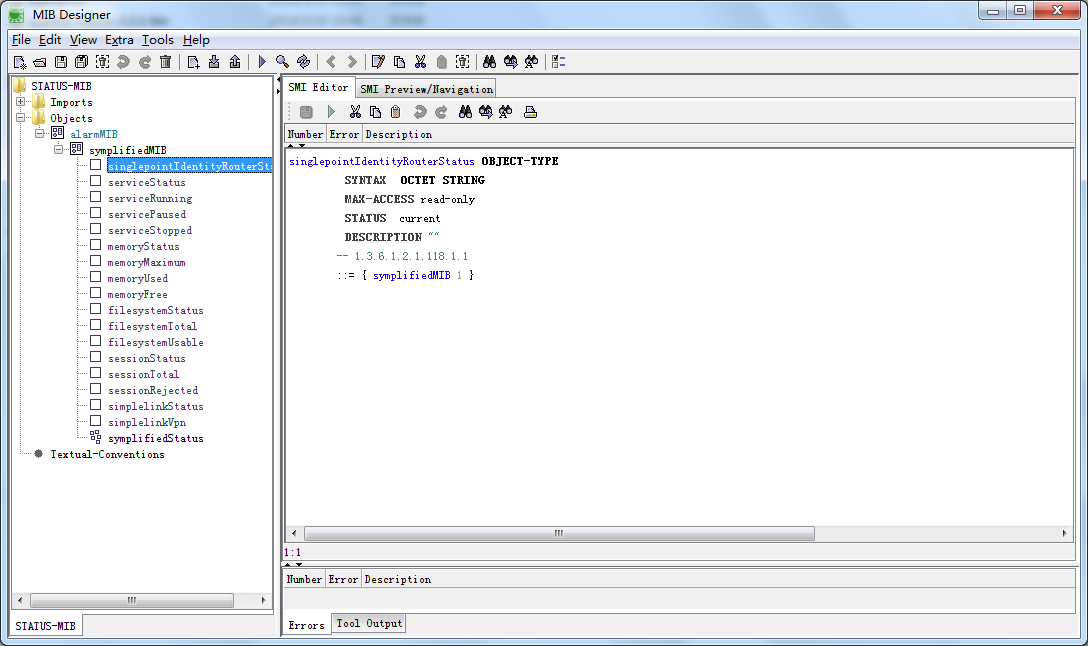 MIB Designer
File Edit View Extra Tools Help
STATUS-MIB
Imports
Objects
alarmMIB
symplifiedMIB
singlepointIdentityRouterSta
serviceStatus
serviceRunning
servicePaused
serviceStopped
memoryStatus
memoryMaximum
memoryUsed
memoryFree
filesystemStatus
filesystemTotal
filesystemUsable
sessionStatus
sessionTotal
sessionRejected
simplelinkStatus
simplelinkVpn
symplifiedStatus
Textual-Conventions
STATUS-MIB
SMI Editor SMI Preview/Navigation
Number Error Description
singlepointIdentityRouterStatus OBJECT-TYPE
SYNTAX OCTET STRING
MAX-ACCESS read-only
STATUS current
DESCRIPTION ""
-- 1.3.6.1.2.1.118.1.1
::= { symplifiedMIB 1 }
1:1
Number Error Description
Errors Tool Output